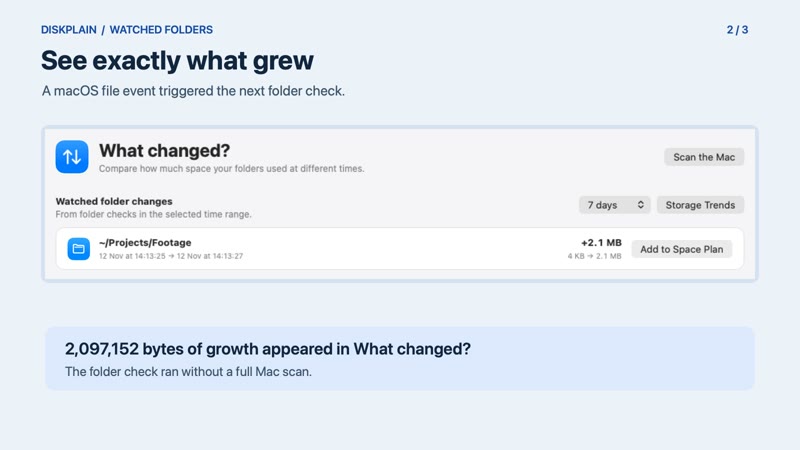 DISKPLAIN / WATCHED FOLDERS
2 / 3
See exactly what grew
A macOS file event triggered the next folder check.
What changed?
Compare how much space your folders used at different times.
Scan the Mac
Watched folder changes
From folder checks in the selected time range.
7 days
Storage Trends
~/Projects/Footage
12 Nov at 14:13:25 → 12 Nov at 14:13:27
+2.1 MB
4 KB → 2.1 MB
Add to Space Plan
2,097,152 bytes of growth appeared in What changed?
The folder check ran without a full Mac scan.